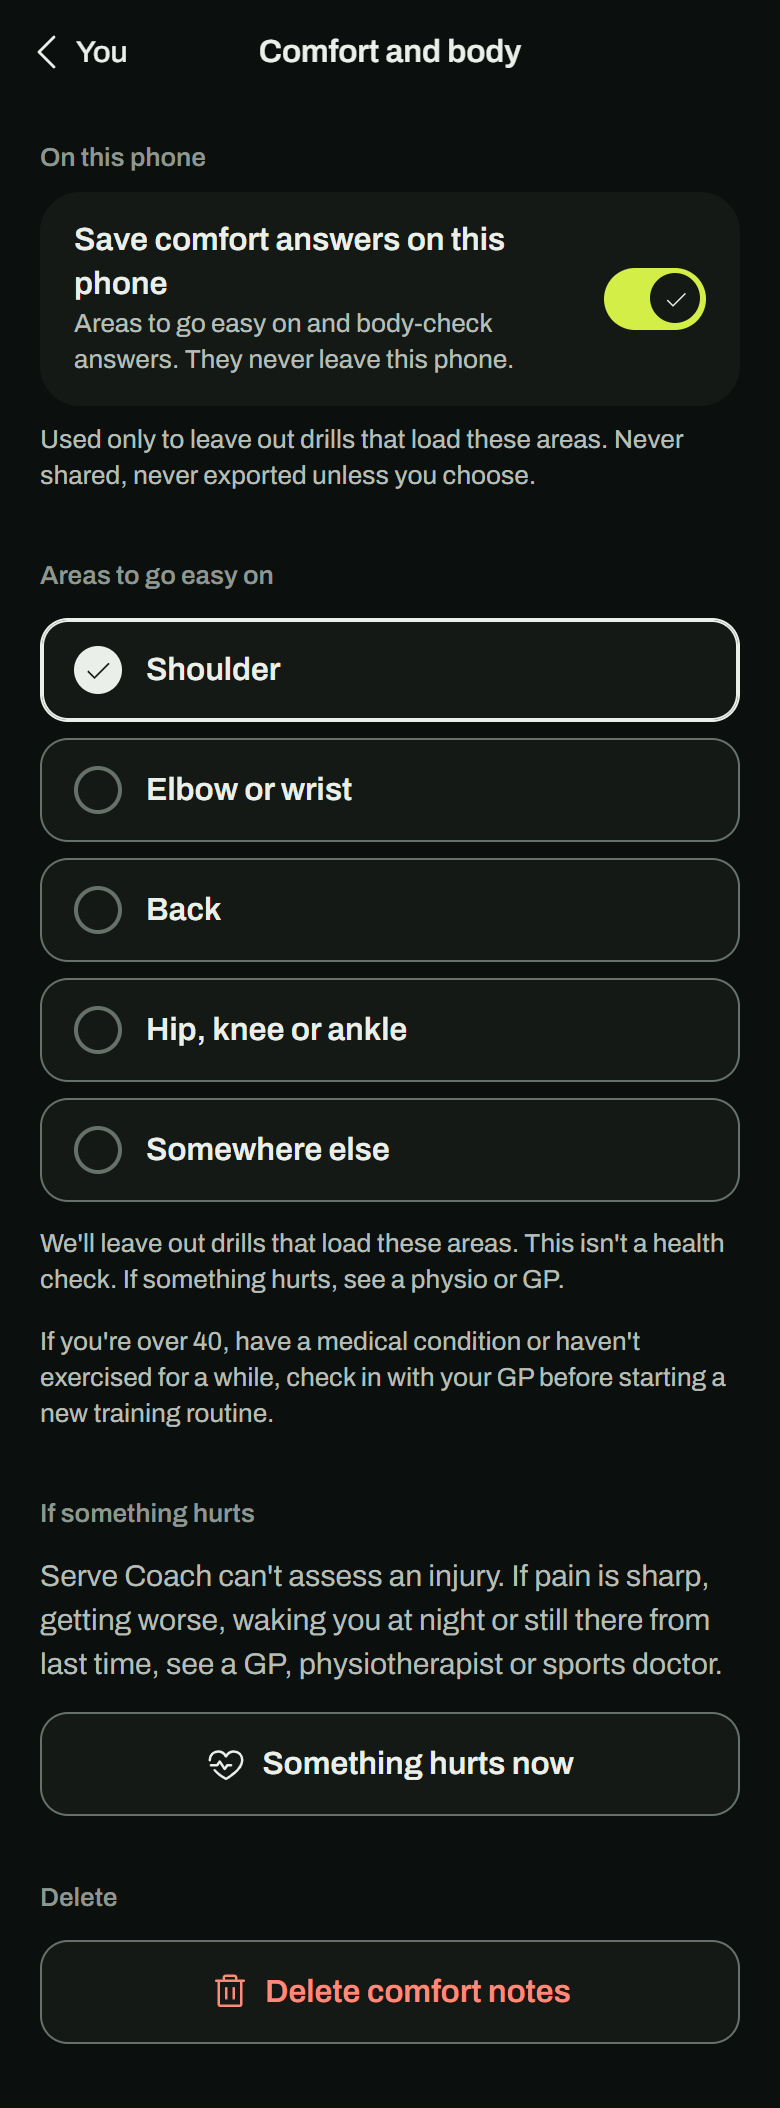 You
Comfort and body
On this phone
Save comfort answers on this
phone
Areas to go easy on and body-check
answers. They never leave this phone.
Used only to leave out drills that load these areas. Never
shared, never exported unless you choose.
Areas to go easy on
Shoulder
Elbow or wrist
Back
Hip, knee or ankle
Somewhere else
We'll leave out drills that load these areas. This isn't a health
check. If something hurts, see a physio or GP.
If you're over 40, have a medical condition or haven't
exercised for a while, check in with your GP before starting a
new training routine.
If something hurts
Serve Coach can't assess an injury. If pain is sharp,
getting worse, waking you at night or still there from
last time, see a GP, physiotherapist or sports doctor.
Something hurts now
Delete
Delete comfort notes